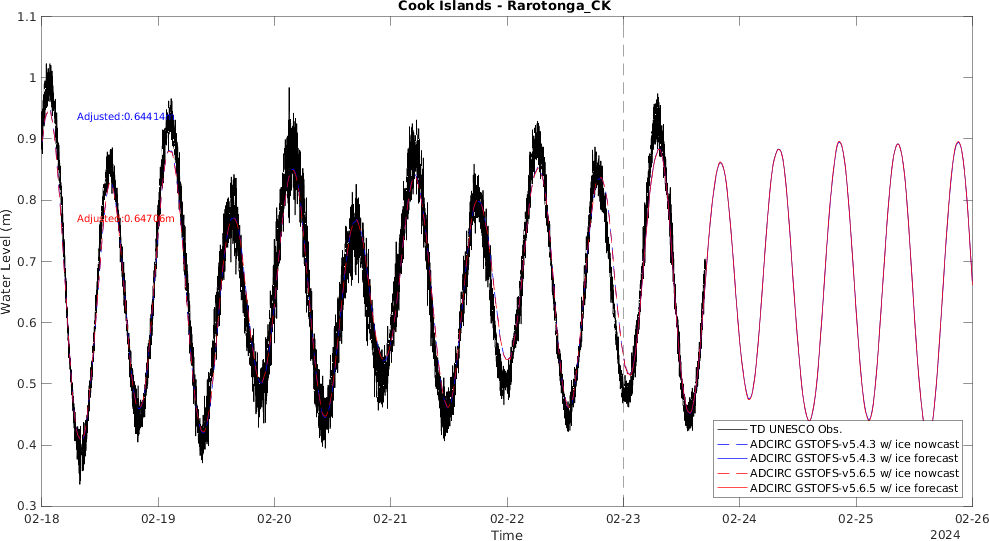 Cook Islands - Rarotonga_CK
1.1
1
0.9
0.8
0.7
0.6
0.5
0.4
0.3
Water Level (m)
Adjusted:0.64414m
Adjusted:0.64706m
TD UNESCO Obs.
ADCIRC GSTOFS-v5.4.3 w/ ice nowcast
ADCIRC GSTOFS-v5.4.3 w/ ice forecast
ADCIRC GSTOFS-v5.6.5 w/ ice nowcast
ADCIRC GSTOFS-v5.6.5 w/ ice forecast
02-18 02-19 02-20 02-21 02-22 02-23 02-24 02-25 02-26
Time
2024